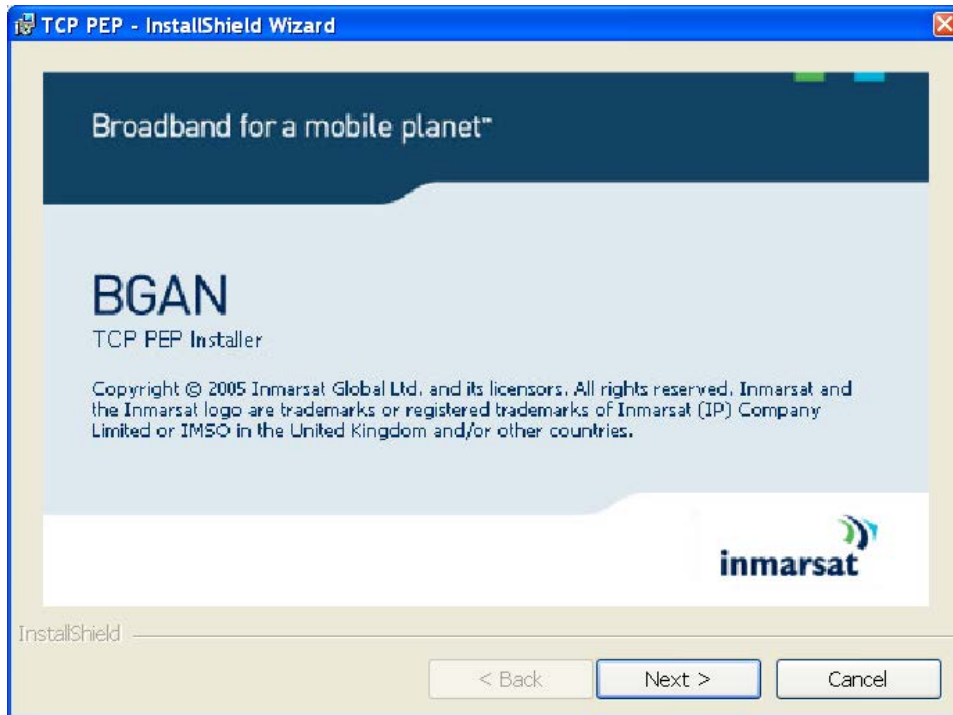 TCP PEP - InstallShield Wizard
Broadband for a mobile planet™
BGAN
TCP PEP Installer
Copyright © 2005 Inmarsat Global Ltd. and its licensors. All rights reserved. Inmarsat and
the Inmarsat logo are trademarks or registered trademarks of Inmarsat (IP) Company
Limited or IMSO in the United Kingdom and/or other countries.
inmarsat
InstallShield
< Back
Next >
Cancel